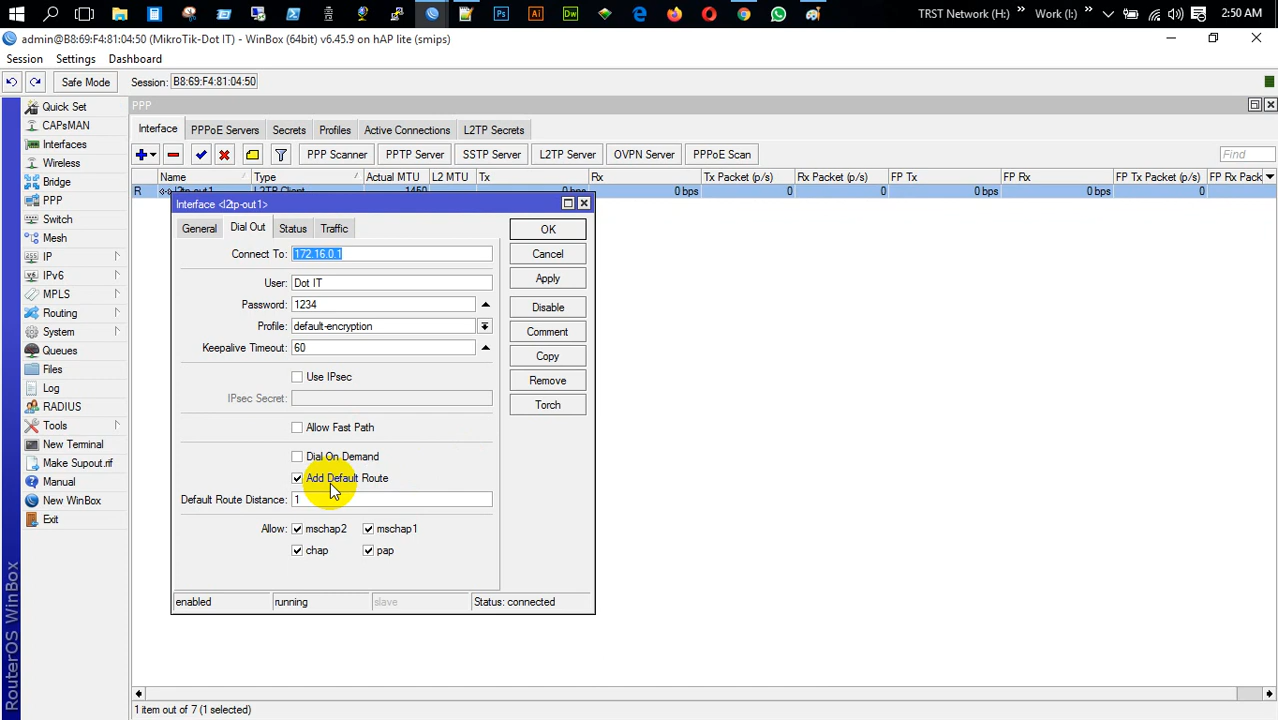 TRST Network (H:) » Work (I:) » 2:50 AM
admin@B8:69:F4:81:04:50 (MikroTik-Dot IT) - WinBox (64bit) v6.45.9 on hAP lite (smips)
Session Settings Dashboard
Safe Mode Session: B8:69:F4:81:04:50
Quick Set
CAPsMAN
Interfaces
Wireless
Bridge
PPP
Switch
Mesh
IP
IPv6
MPLS
Routing
System
Queues
Files
Log
RADIUS
Tools
New Terminal
Make Supout.rif
Manual
New WinBox
Exit
RouterOS WinBox
PPP
Interface PPPoE Servers Secrets Profiles Active Connections L2TP Secrets
PPP Scanner PPTP Server SSTP Server L2TP Server OVPN Server PPPoE Scan Find
Name Type Actual MTU L2 MTU Tx Rx Tx Packet (p/s) Rx Packet (p/s) FP Tx FP Rx FP Tx Packet (p/s) FP Rx Pack
R l2tp-out1 L2TP Client 1450 0 bps 0 bps 0 0 0 bps 0 bps 0
Interface <l2tp-out1>
General Dial Out Status Traffic
Connect To: 172.16.0.1
User: Dot IT
Password: 1234
Profile: default-encryption
Keepalive Timeout: 60
Use IPsec
IPsec Secret:
Allow Fast Path
Dial On Demand
Add Default Route
Default Route Distance: 1
Allow: mschap2 mschap1
chap pap
OK
Cancel
Apply
Disable
Comment
Copy
Remove
Torch
enabled running slave Status: connected
1 item out of 7 (1 selected)